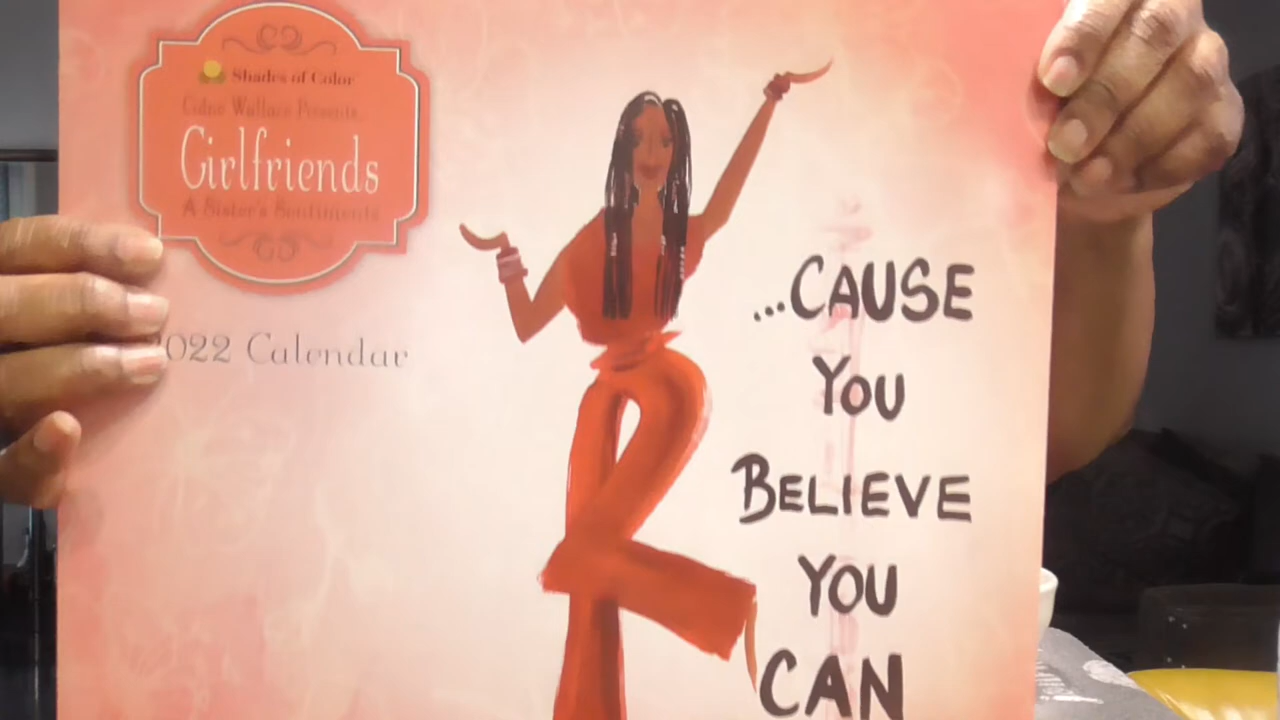 Shades of Color
Cidne Wallace Presents...
Girlfriends
A Sister's Sentiments
2022 Calendar
...CAUSE
YOU
BELIEVE
YOU
CAN